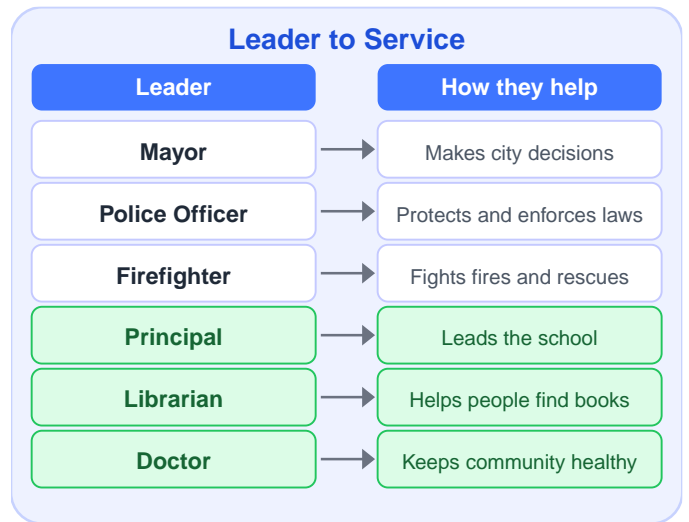 Leader to Service
Leader How they help
Mayor Makes city decisions
Police Officer Protects and enforces laws
Firefighter Fights fires and rescues
Principal Leads the school
Librarian Helps people find books
Doctor Keeps community healthy